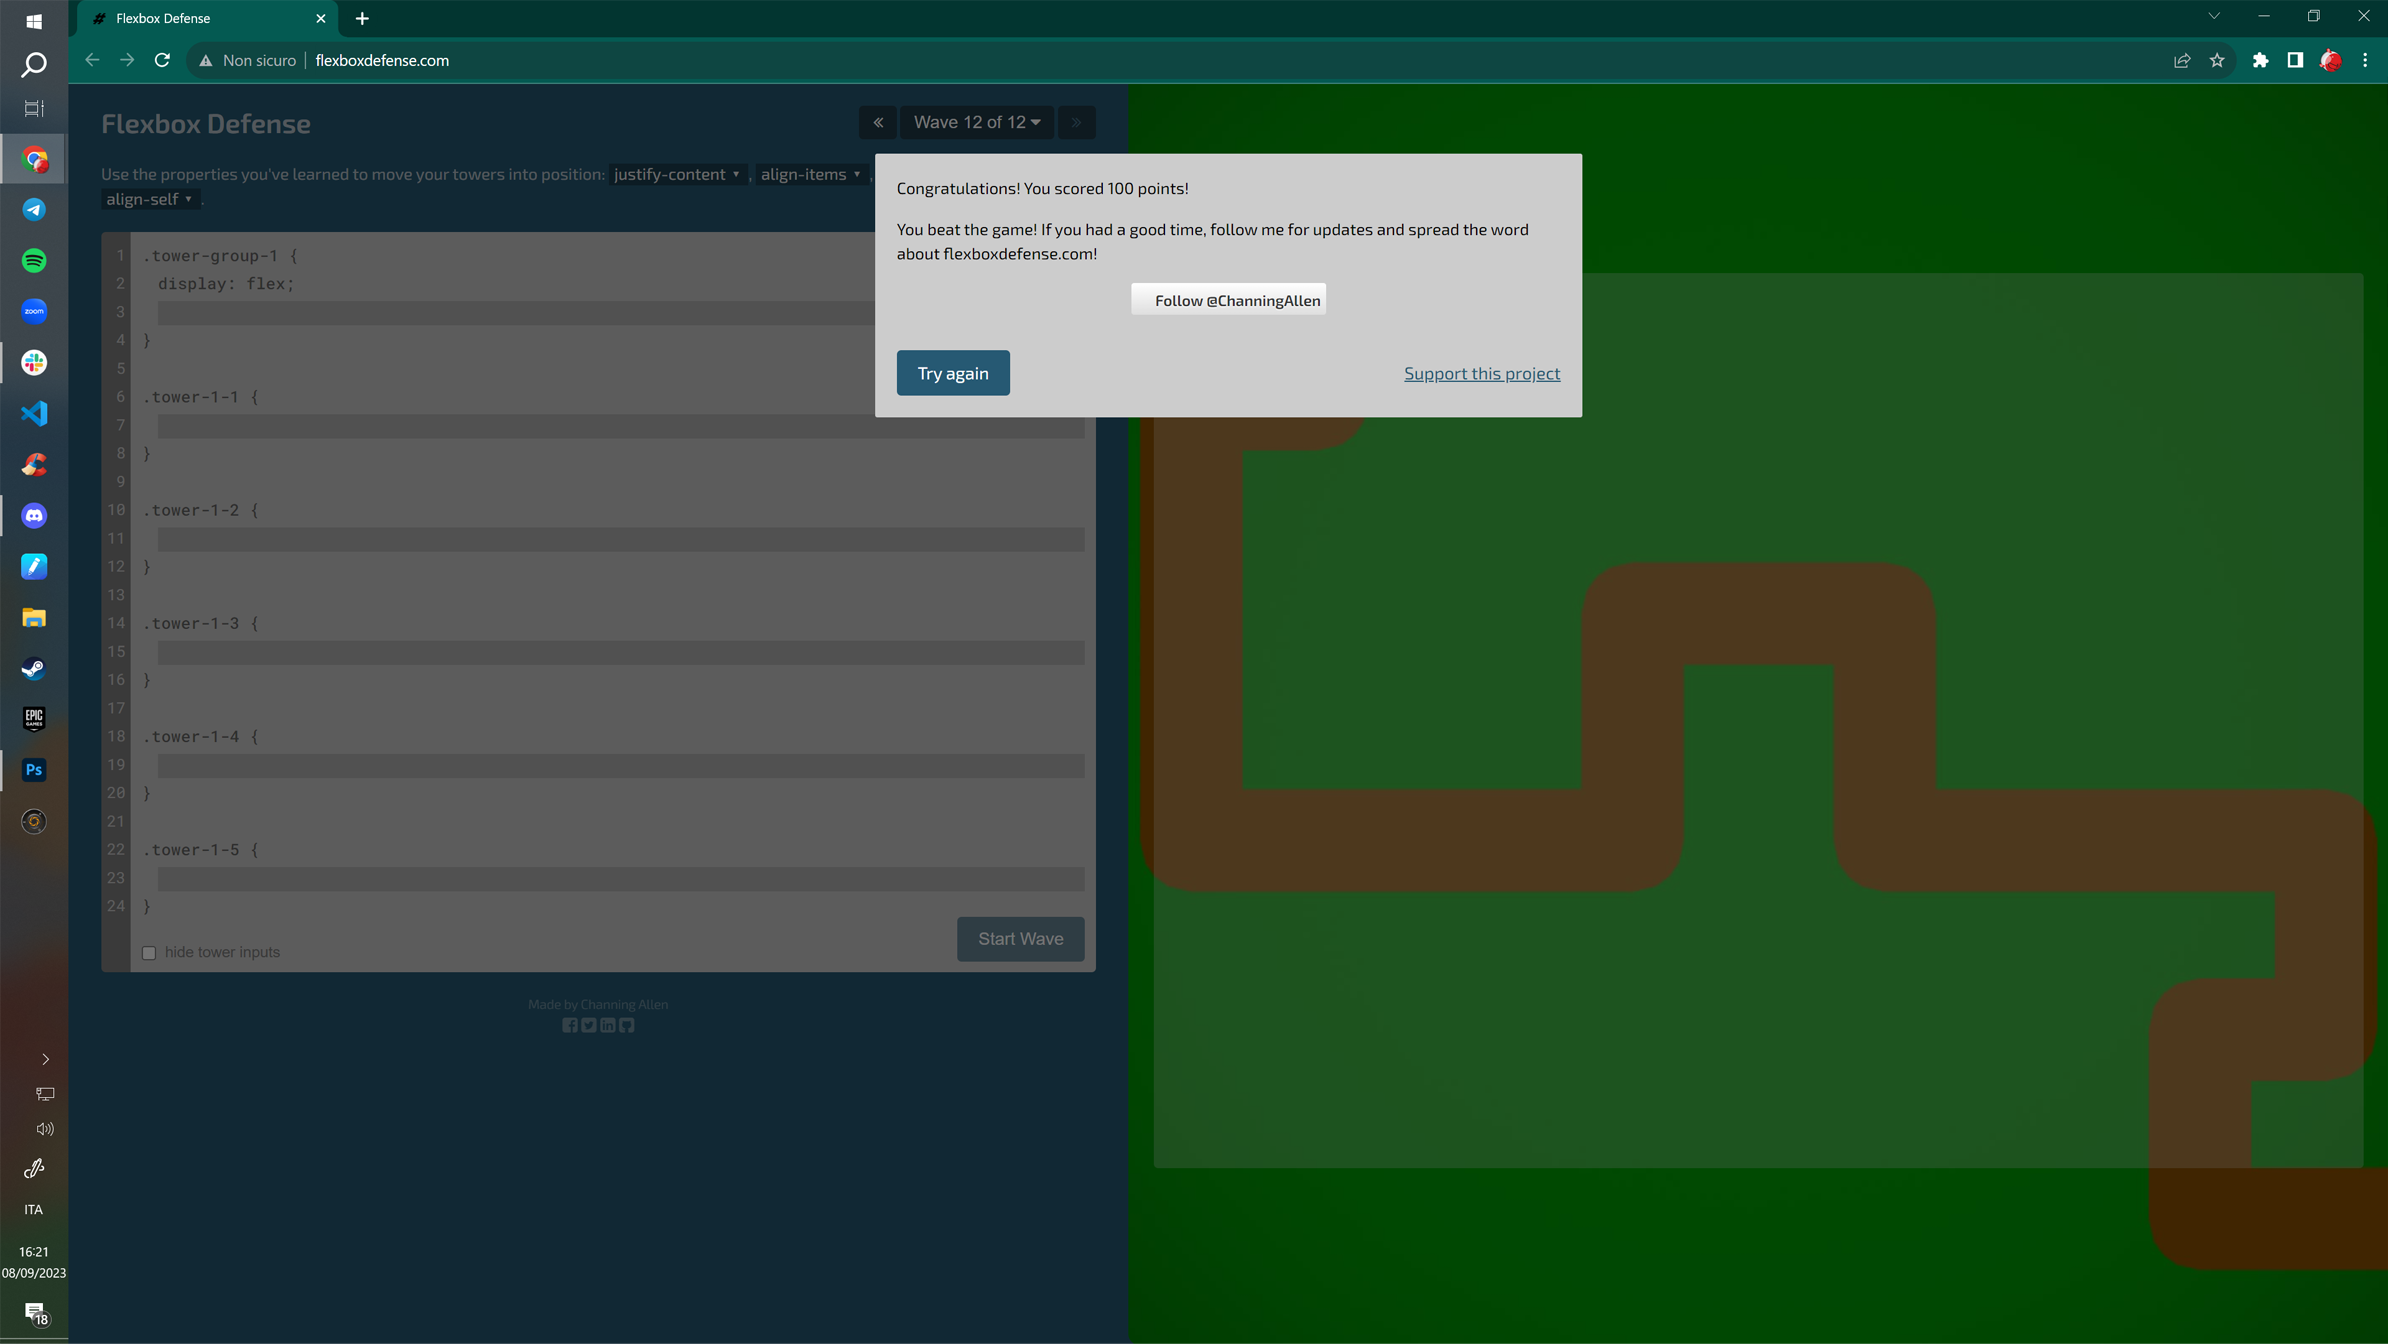 Flexbox Defense
Non sicuro
flexboxdefense.com
Flexbox Defense
Wave 12 of 12
Use the properties you've learned to move your towers into position: justify-content ▼ , align-items ▼ ,
align-self ▼ .
Congratulations! You scored 100 points!
You beat the game! If you had a good time, follow me for updates and spread the word
about flexboxdefense.com!
Follow @ChanningAllen
Try again
Support this project
1 .tower-group-1 {
2 display: flex;
3
4 }
5
6 .tower-1-1 {
7
8 }
9
10 .tower-1-2 {
11
12 }
13
14 .tower-1-3 {
15
16 }
17
18 .tower-1-4 {
19
20 }
21
22 .tower-1-5 {
23
24 }
hide tower inputs
Start Wave
Made by Channing Allen
zoom
EPIC
GAMES
Ps
ITA
16:21
08/09/2023
18